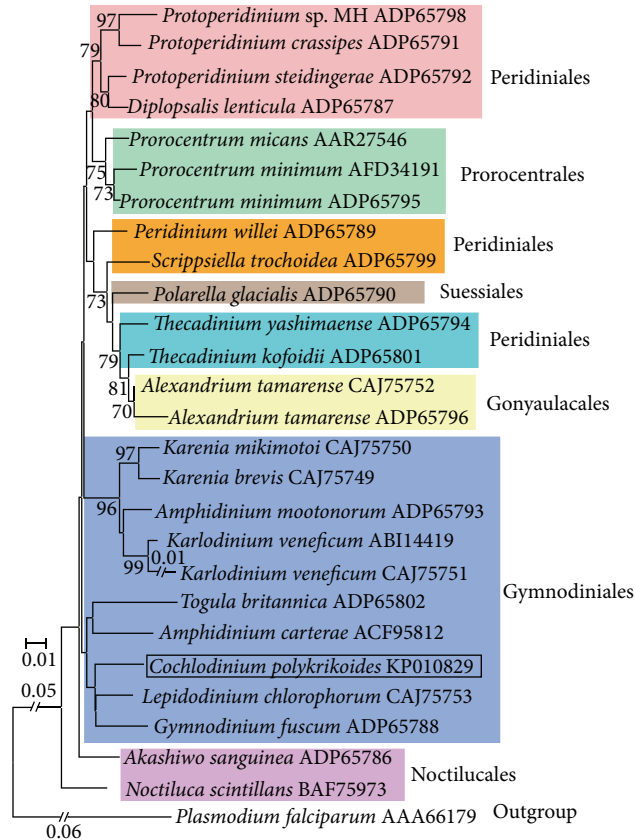 97
Protoperidinium sp. MH ADP65798
79
Protoperidinium crassipes ADP65791
Protoperidinium steidingerae ADP65792
Peridiniales
80
Diplopsalis lenticula ADP65787
Prorocentrum micans AAR27546
75
Prorocentrum minimum AFD34191
Prorocentrales
73
Prorocentrum minimum ADP65795
Peridinium willei ADP65789
Peridiniales
Scrippsiella trochoidea ADP65799
73
Polarella glacialis ADP65790
Suessiales
Thecadinium yashimaense ADP65794
Peridiniales
79
Thecadinium kofoidii ADP65801
81
Alexandrium tamarense CAJ75752
Gonyaulacales
70
Alexandrium tamarense ADP65796
97
Karenia mikimotoi CAJ75750
Karenia brevis CAJ75749
96
Amphidinium mootonorum ADP65793
Karlodinium veneficum ABI14419
99
0.01
Karlodinium veneficum CAJ75751
Gymnodiniales
Togula britannica ADP65802
Amphidinium carterae ACF95812
0.01
Cochlodinium polykrikoides KP010829
0.05
Lepidodinium chlorophorum CAJ75753
Gymnodinium fuscum ADP65788
Akashiwo sanguinea ADP65786
Noctilucales
Noctiluca scintillans BAF75973
Plasmodium falciparum AAA66179
Outgroup
0.06